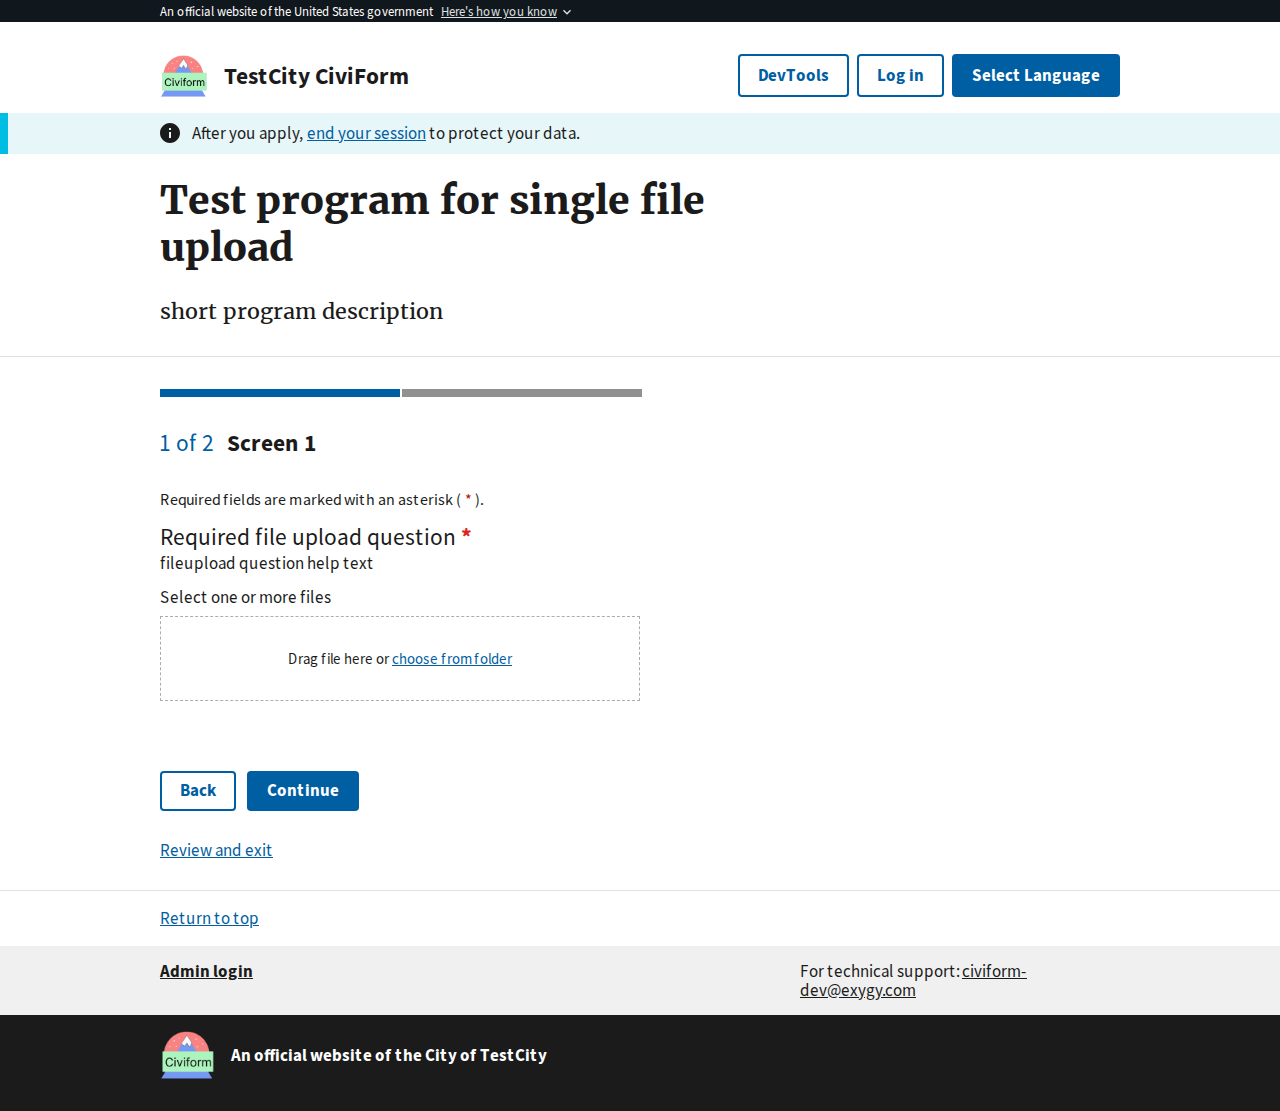 An official website of the United States government Here's how you know
Civiform
TestCity CiviForm
DevTools
Log in
Select Language
After you apply, end your session to protect your data.
Test program for single file
upload
short program description
1 of 2 Screen 1
Required fields are marked with an asterisk ( * ).
Required file upload question *
fileupload question help text
Select one or more files
Drag file here or choose from folder
Back
Continue
Review and exit
Return to top
Admin login
For technical support: civiform-
dev@exygy.com
Civiform
An official website of the City of TestCity